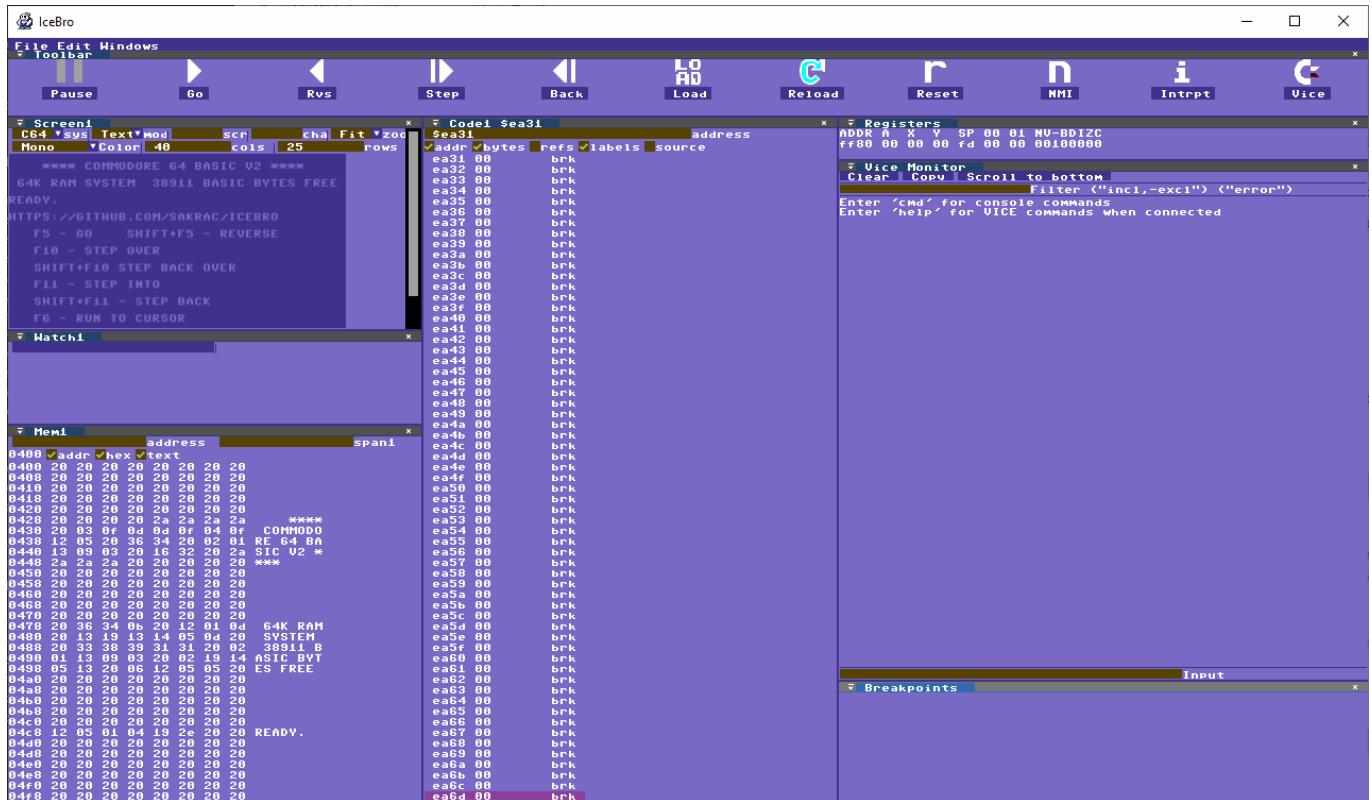 IceBro
File Edit Windows
Toolbar
Pause Go Rvs Step Back LOAD Load Reload r Reset n NMI i Intrpt Vice
Screen1
C64 sys Text mod scr cha Fit zoo
Mono Color 40 cols 25 rows
**** COMMODORE 64 BASIC V2 ****
64K RAM SYSTEM 38911 BASIC BYTES FREE
READY.
HTTPS://GITHUB.COM/SAKRAC/ICEBRO
F5 - GO SHIFT+F5 - REVERSE
F10 - STEP OVER
SHIFT+F10 STEP BACK OVER
F11 - STEP INTO
SHIFT+F11 - STEP BACK
F6 - RUN TO CURSOR
Watch1
Mem1
address span1
0400 addr hex text
0400 20 20 20 20 20 20 20 20
0408 20 20 20 20 20 20 20 20
0410 20 20 20 20 20 20 20 20
0418 20 20 20 20 20 20 20 20
0420 20 20 20 20 20 20 20 20
0428 20 20 20 20 2a 2a 2a 2a ****
0430 20 03 0f 0d 0d 0f 04 0f COMMODO
0438 12 05 20 36 34 20 02 01 RE 64 BA
0440 13 09 03 20 16 32 20 2a SIC V2 *
0448 2a 2a 2a 20 20 20 20 20 ***
0450 20 20 20 20 20 20 20 20
0458 20 20 20 20 20 20 20 20
0460 20 20 20 20 20 20 20 20
0468 20 20 20 20 20 20 20 20
0470 20 20 20 20 20 20 20 20
0478 20 36 34 0b 20 12 01 0d 64K RAM
0480 20 13 19 13 14 05 0d 20 SYSTEM
0488 20 33 38 39 31 31 20 02 38911 B
0490 01 13 09 03 20 02 19 14 ASIC BYT
0498 05 13 20 06 12 05 05 20 ES FREE
04a0 20 20 20 20 20 20 20 20
04a8 20 20 20 20 20 20 20 20
04b0 20 20 20 20 20 20 20 20
04b8 20 20 20 20 20 20 20 20
04c0 20 20 20 20 20 20 20 20
04c8 12 05 01 04 19 2e 20 20 READY.
04d0 20 20 20 20 20 20 20 20
04d8 20 20 20 20 20 20 20 20
04e0 20 20 20 20 20 20 20 20
04e8 20 20 20 20 20 20 20 20
04f0 20 20 20 20 20 20 20 20
04f8 20 20 20 20 20 20 20 20
Code1 $ea31
$ea31 address
addr bytes refs labels source
ea31 00 brk
ea32 00 brk
ea33 00 brk
ea34 00 brk
ea35 00 brk
ea36 00 brk
ea37 00 brk
ea38 00 brk
ea39 00 brk
ea3a 00 brk
ea3b 00 brk
ea3c 00 brk
ea3d 00 brk
ea3e 00 brk
ea3f 00 brk
ea40 00 brk
ea41 00 brk
ea42 00 brk
ea43 00 brk
ea44 00 brk
ea45 00 brk
ea46 00 brk
ea47 00 brk
ea48 00 brk
ea49 00 brk
ea4a 00 brk
ea4b 00 brk
ea4c 00 brk
ea4d 00 brk
ea4e 00 brk
ea4f 00 brk
ea50 00 brk
ea51 00 brk
ea52 00 brk
ea53 00 brk
ea54 00 brk
ea55 00 brk
ea56 00 brk
ea57 00 brk
ea58 00 brk
ea59 00 brk
ea5a 00 brk
ea5b 00 brk
ea5c 00 brk
ea5d 00 brk
ea5e 00 brk
ea5f 00 brk
ea60 00 brk
ea61 00 brk
ea62 00 brk
ea63 00 brk
ea64 00 brk
ea65 00 brk
ea66 00 brk
ea67 00 brk
ea68 00 brk
ea69 00 brk
ea6a 00 brk
ea6b 00 brk
ea6c 00 brk
ea6d 00 brk
Registers
ADDR A X Y SP 00 01 NV-BDIZC
ff80 00 00 00 fd 00 00 00100000
Vice Monitor
Clear Copy Scroll to bottom
Filter ("incl,-excl") ("error")
Enter 'cmd' for console commands
Enter 'help' for VICE commands when connected
Input
Breakpoints